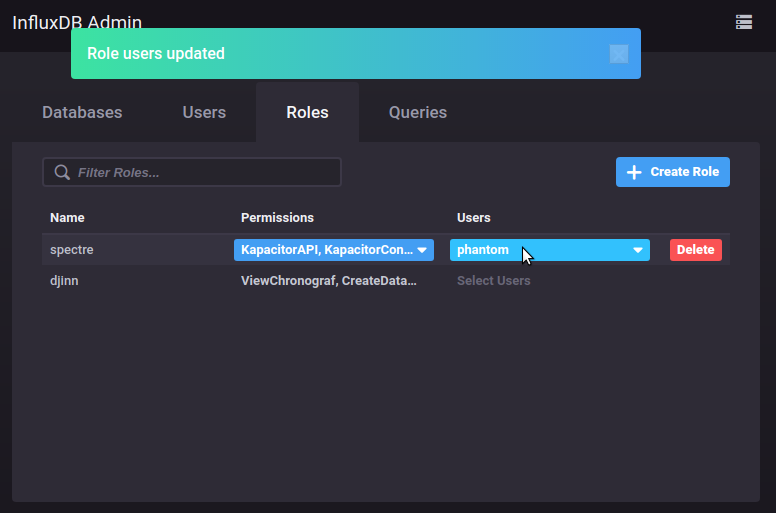 InfluxDB Admin
Role users updated
Databases Users Roles Queries
Filter Roles...
Create Role
Name Permissions Users
spectre KapacitorAPI, KapacitorCon... phantom Delete
djinn ViewChronograf, CreateData... Select Users